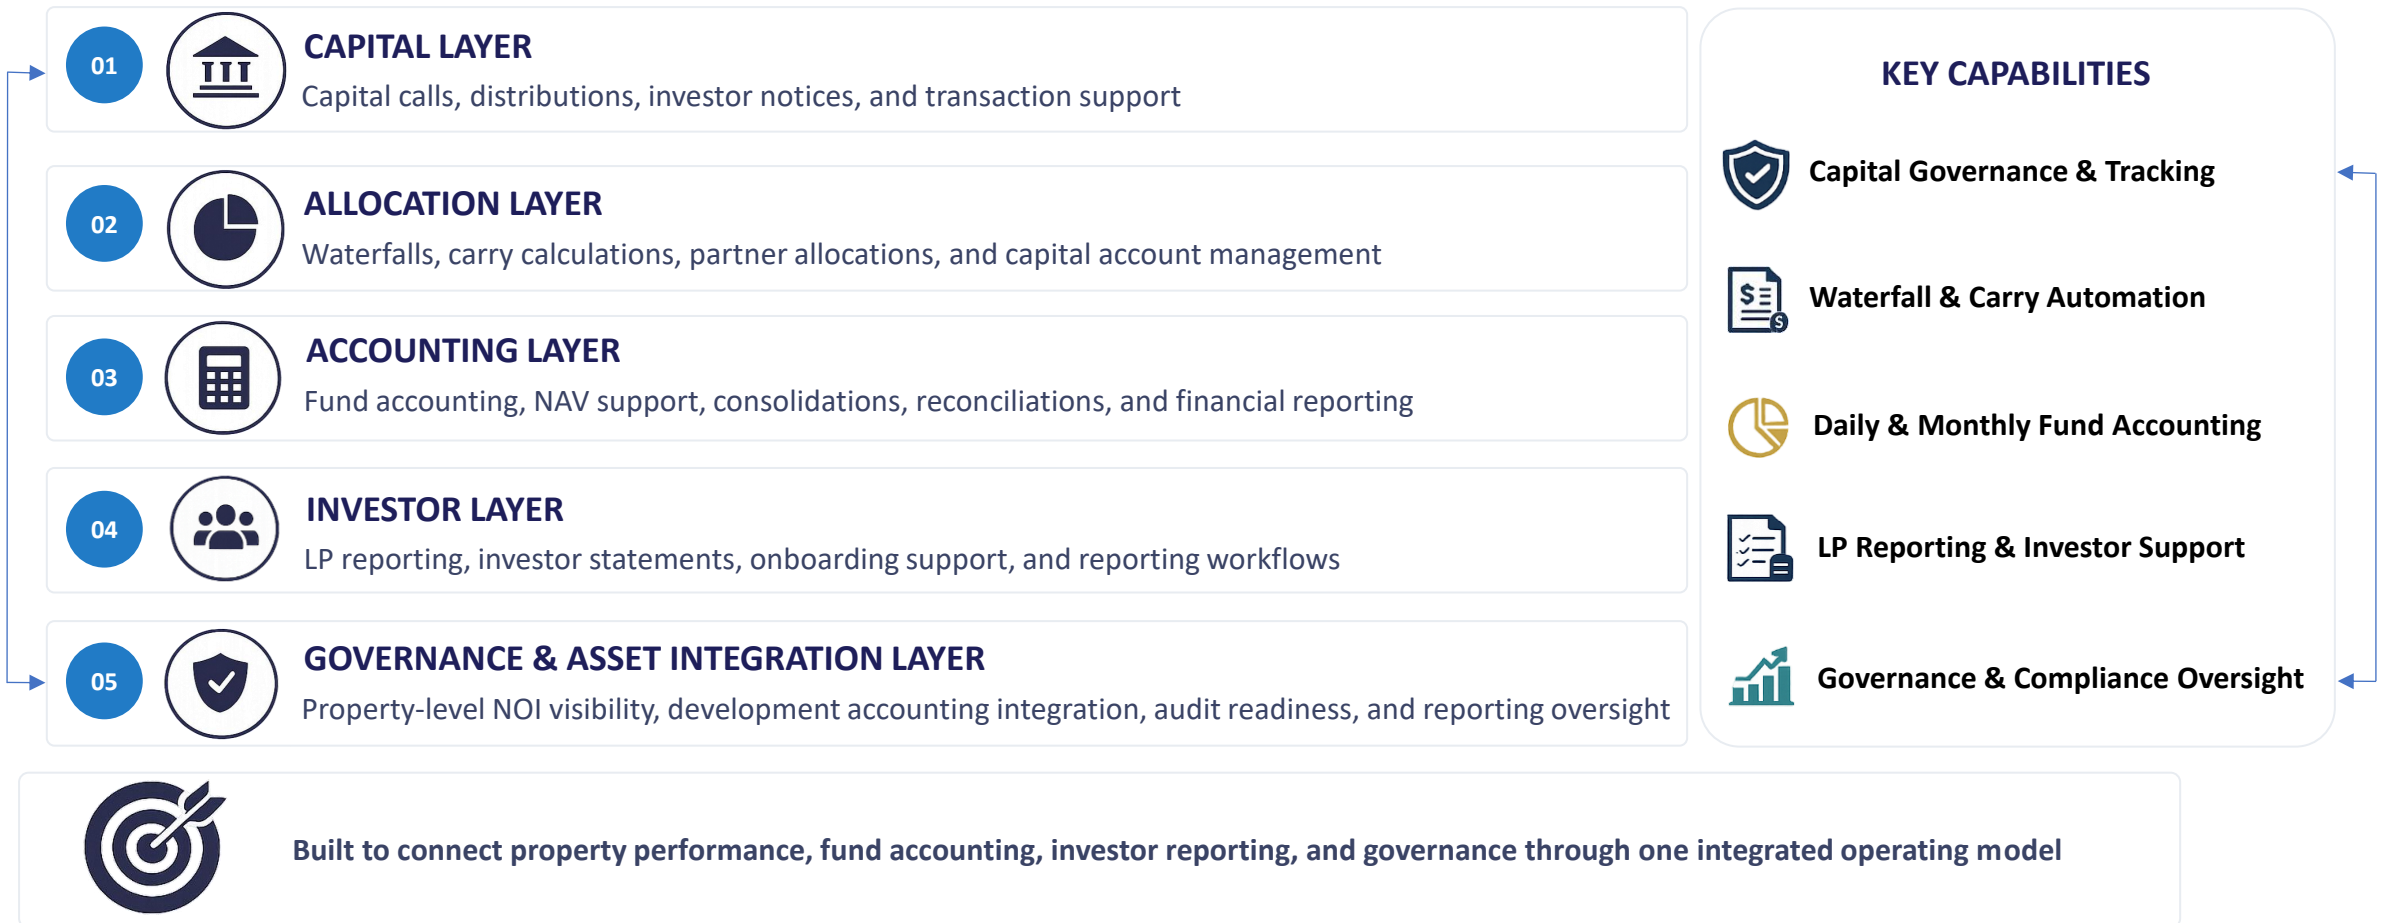 01
CAPITAL LAYER
Capital calls, distributions, investor notices, and transaction support
02
ALLOCATION LAYER
Waterfalls, carry calculations, partner allocations, and capital account management
03
ACCOUNTING LAYER
Fund accounting, NAV support, consolidations, reconciliations, and financial reporting
04
INVESTOR LAYER
LP reporting, investor statements, onboarding support, and reporting workflows
05
GOVERNANCE & ASSET INTEGRATION LAYER
Property-level NOI visibility, development accounting integration, audit readiness, and reporting oversight
KEY CAPABILITIES
Capital Governance & Tracking
$
$
Waterfall & Carry Automation
Daily & Monthly Fund Accounting
LP Reporting & Investor Support
Governance & Compliance Oversight
Built to connect property performance, fund accounting, investor reporting, and governance through one integrated operating model